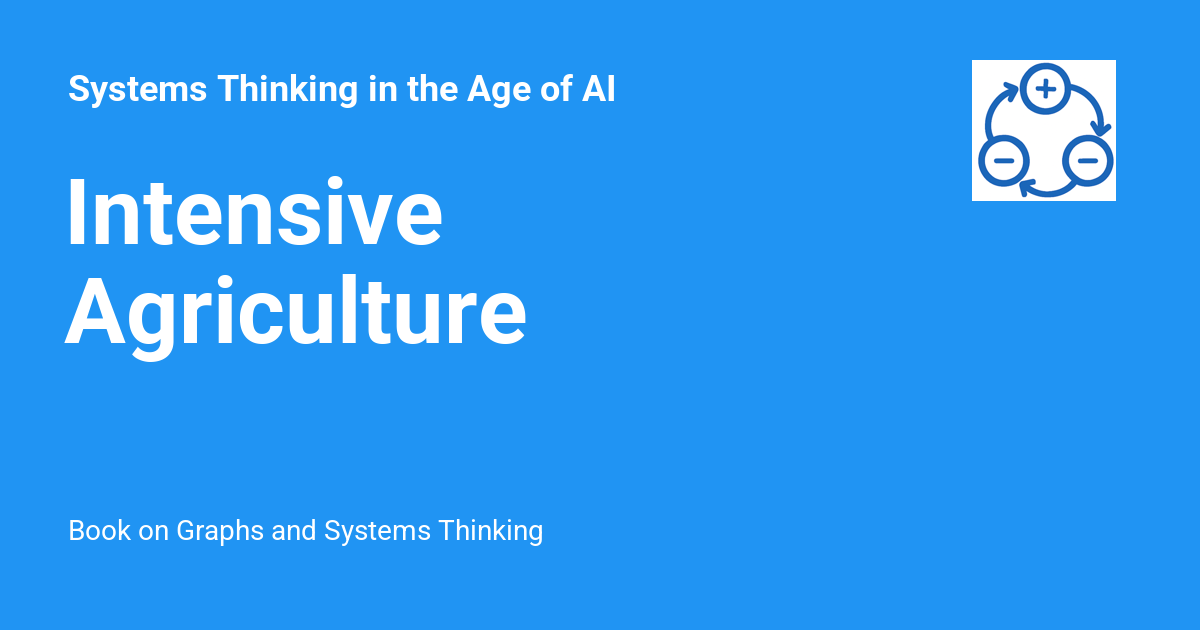 Systems Thinking in the Age of AI
Intensive
Agriculture
Book on Graphs and Systems Thinking